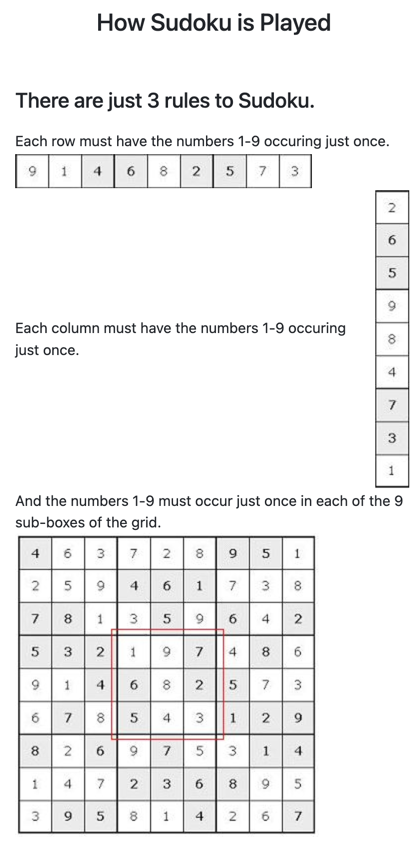 How Sudoku is Played
There are just 3 rules to Sudoku.
Each row must have the numbers 1-9 occuring just once.
9 1 4 6 8 2 5 7 3
Each column must have the numbers 1-9 occuring
just once.
2
6
5
9
8
4
7
3
1
And the numbers 1-9 must occur just once in each of the 9
sub-boxes of the grid.
4 6 3 7 2 8 9 5 1
2 5 9 4 6 1 7 3 8
7 8 1 3 5 9 6 4 2
5 3 2 1 9 7 4 8 6
9 1 4 6 8 2 5 7 3
6 7 8 5 4 3 1 2 9
8 2 6 9 7 5 3 1 4
1 4 7 2 3 6 8 9 5
3 9 5 8 1 4 2 6 7